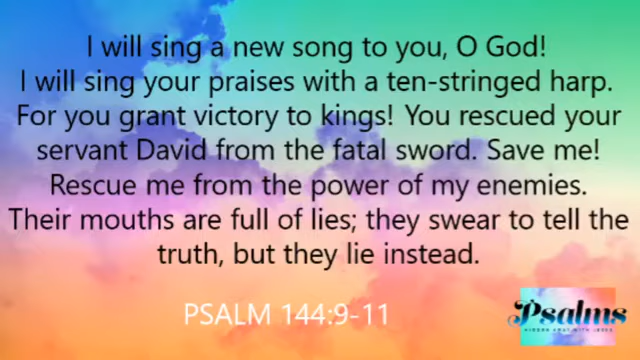 I will sing a new song to you, O God!
I will sing your praises with a ten-stringed harp.
For you grant victory to kings! You rescued your
servant David from the fatal sword. Save me!
Rescue me from the power of my enemies.
Their mouths are full of lies; they swear to tell the
truth, but they lie instead.
PSALM 144:9-11
Psalms